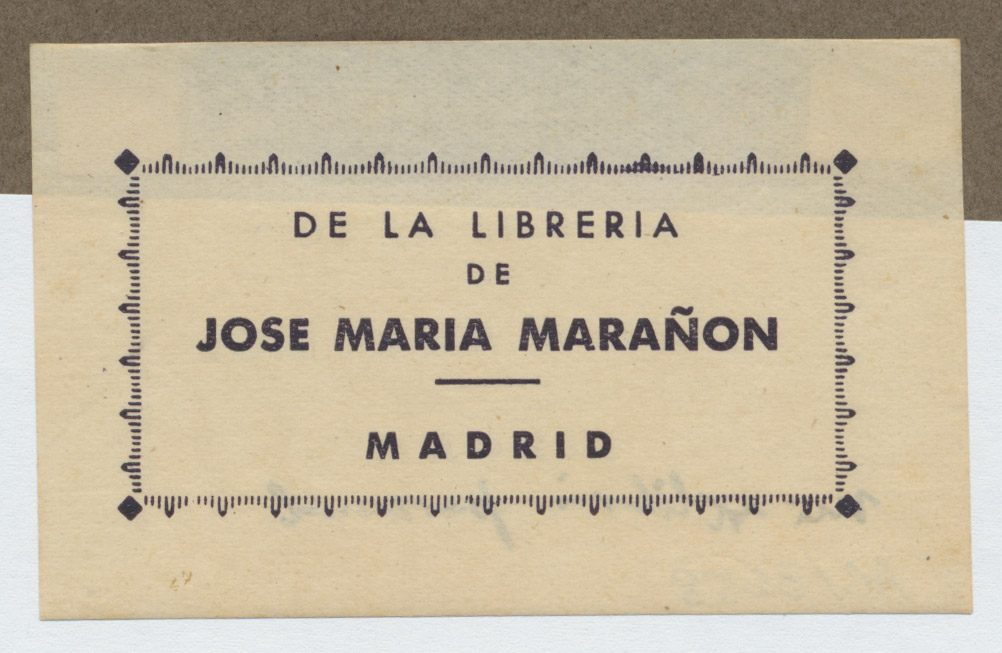 DE LA LIBRERIA
DE
JOSE MARIA MARAÑON
MADRID